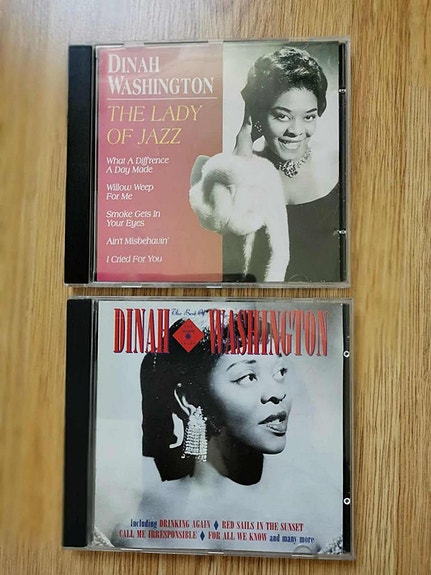 DINAH
WASHINGTON
THE LADY
OF JAZZ
What A Diff'rence
A Day Made
Willow Weep
For Me
Smoke Gets In
Your Eyes
Ain't Misbehavin'
I Cried For You
The Best Of
DINAH WASHINGTON
including DRINKING AGAIN ♦ RED SAILS IN THE SUNSET
CALL ME IRRESPONSIBLE ♦ FOR ALL WE KNOW and many more